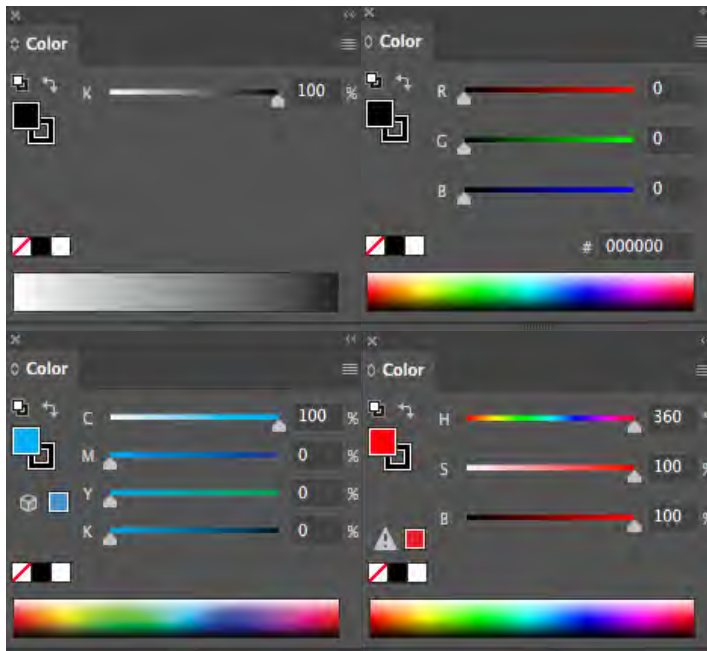 Color
K 100 %
Color
R 0
G 0
B 0
# 000000
Color
C 100 %
M 0 %
Y 0 %
K 0 %
Color
H 360 °
S 100 %
B 100 %